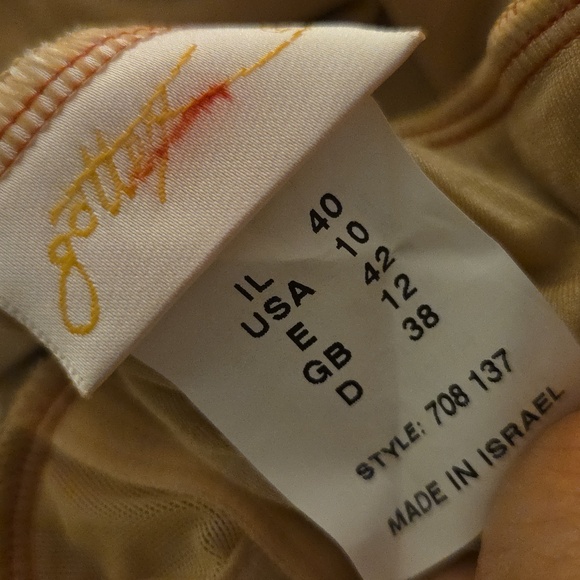 gottex
IL 40
USA 10
E 42
GB 12
D 38
STYLE: 708 137
MADE IN ISRAEL